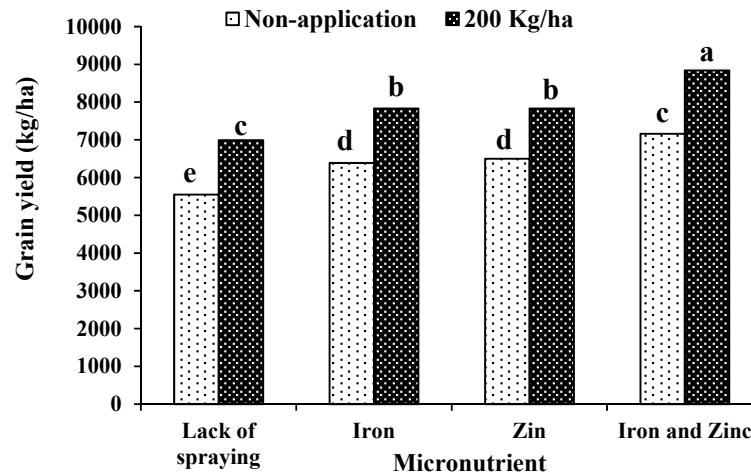 Non-application 200 Kg/ha
10000
9000
8000
7000
6000
5000
4000
3000
2000
1000
0
Grain yield (kg/ha)
e
c
d
b
d
b
c
a
Lack of
spraying
Iron
Zin
Iron and Zinc
Micronutrient